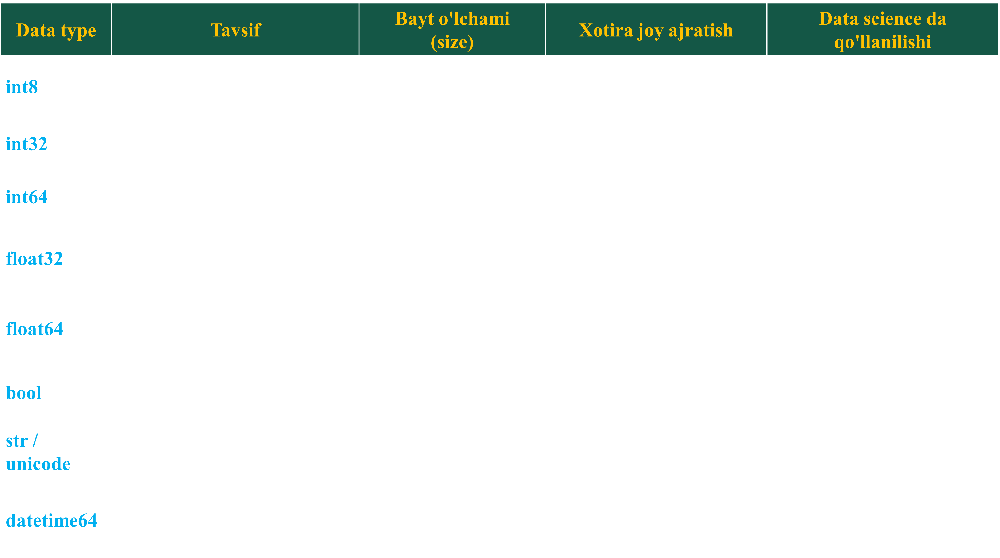 Data type
Tavsif
Bayt o'lchami
(size)
Xotira joy ajratish
Data science da
qo'llanilishi
int8
int32
int64
float32
float64
bool
str /
unicode
datetime64